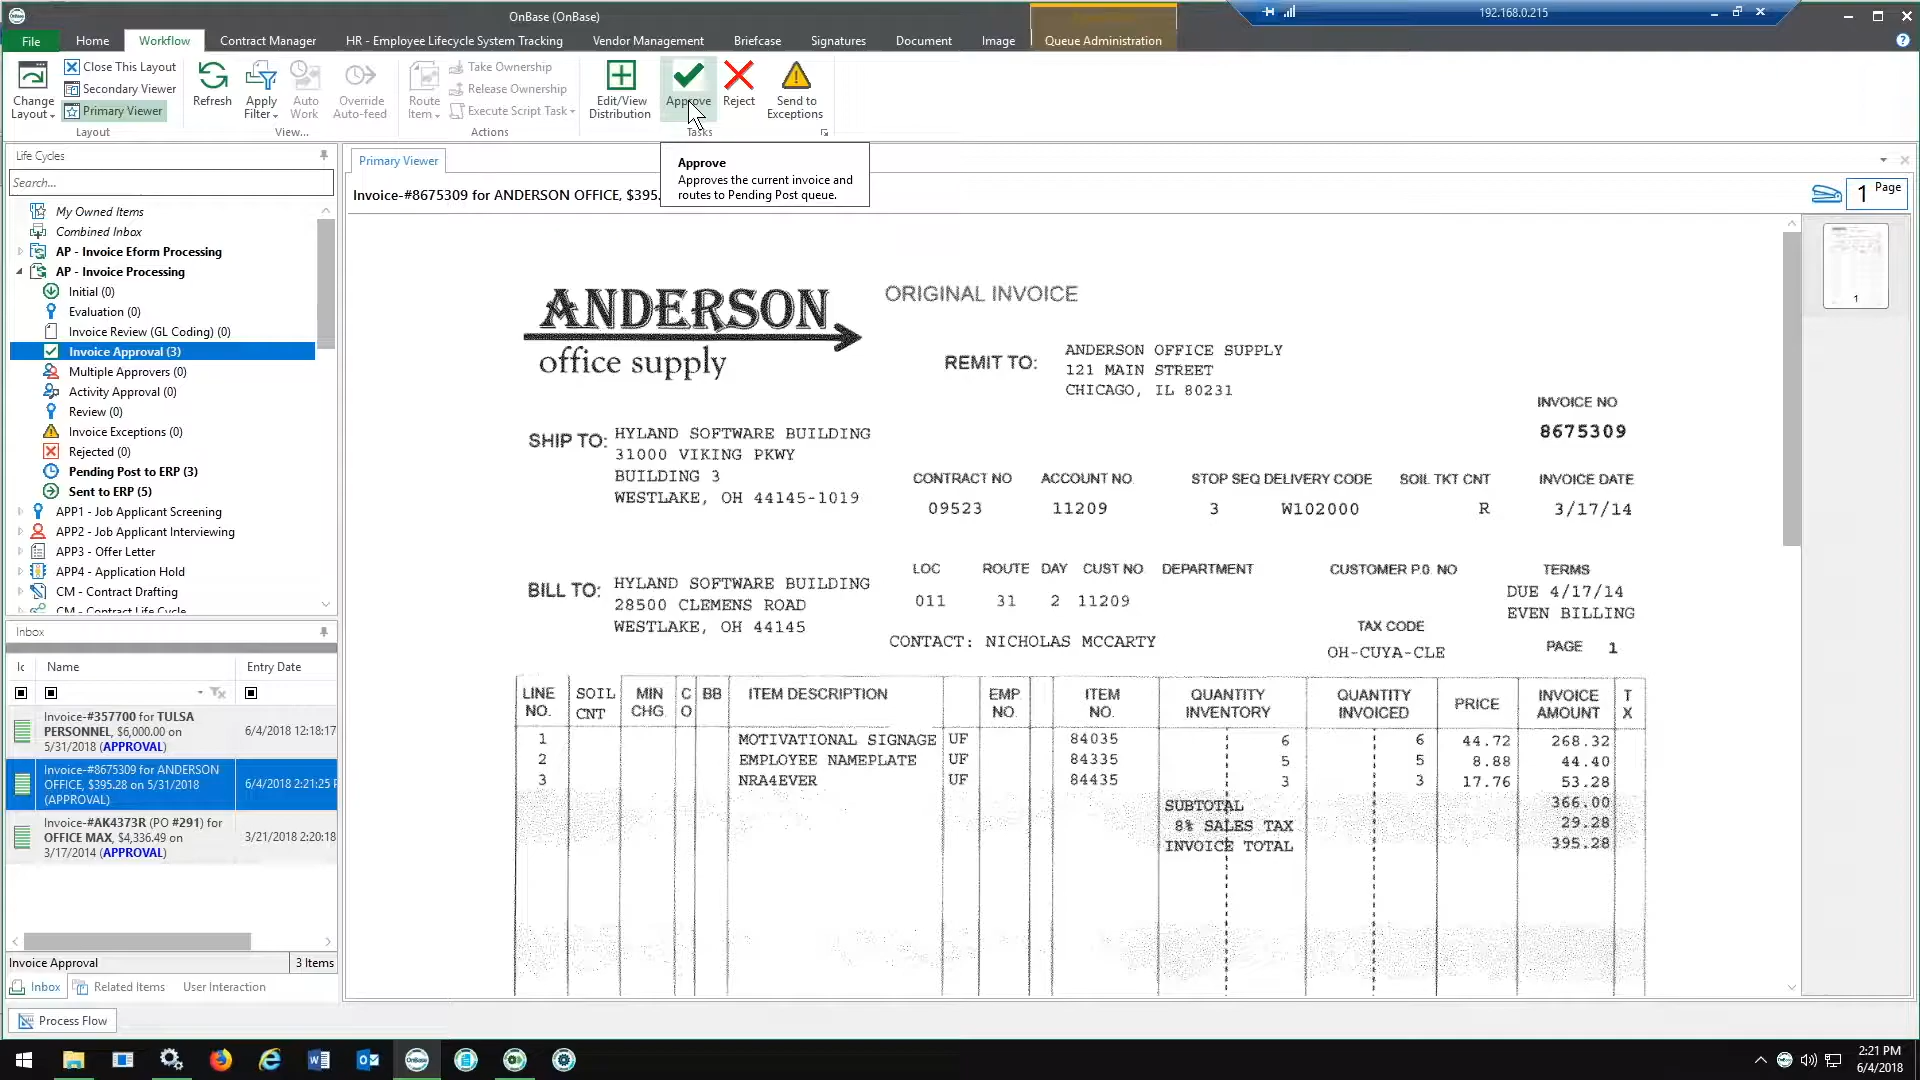 OnBase (OnBase)
192.168.0.215
File
Home
Workflow
Contract Manager
HR - Employee Lifecycle System Tracking
Vendor Management
Briefcase
Signatures
Document
Image
Queue Administration
Change Layout
Close This Layout
Secondary Viewer
Primary Viewer
Layout
Refresh
Apply Filter
Auto Work
Override Auto-feed
View...
Route Item
Take Ownership
Release Ownership
Execute Script Task
Actions
Edit/View Distribution
Approve
Reject
Send to Exceptions
Tasks
Approve
Approves the current invoice and
routes to Pending Post queue.
Life Cycles
Search...
My Owned Items
Combined Inbox
AP - Invoice Eform Processing
AP - Invoice Processing
Initial (0)
Evaluation (0)
Invoice Review (GL Coding) (0)
Invoice Approval (3)
Multiple Approvers (0)
Activity Approval (0)
Review (0)
Invoice Exceptions (0)
Rejected (0)
Pending Post to ERP (3)
Sent to ERP (5)
APP1 - Job Applicant Screening
APP2 - Job Applicant Interviewing
APP3 - Offer Letter
APP4 - Application Hold
CM - Contract Drafting
CM - Contract Life Cycle
Inbox
Ic Name Entry Date
Invoice-#357700 for TULSA
PERSONNEL, $6,000.00 on
5/31/2018 (APPROVAL)
6/4/2018 12:18:17
Invoice-#8675309 for ANDERSON
OFFICE, $395.28 on 5/31/2018
(APPROVAL)
6/4/2018 2:21:25 P
Invoice-#AK4373R (PO #291) for
OFFICE MAX, $4,336.49 on
3/17/2014 (APPROVAL)
3/21/2018 2:20:18
Invoice Approval 3 Items
Inbox Related Items User Interaction
Process Flow
Primary Viewer
Invoice-#8675309 for ANDERSON OFFICE, $395.
1 Page
1
ANDERSON
office supply
ORIGINAL INVOICE
REMIT TO:
ANDERSON OFFICE SUPPLY
121 MAIN STREET
CHICAGO, IL 80231
INVOICE NO
8675309
SHIP TO:
HYLAND SOFTWARE BUILDING
31000 VIKING PKWY
BUILDING 3
WESTLAKE, OH 44145-1019
CONTRACT NO ACCOUNT NO. STOP SEQ DELIVERY CODE SOIL TKT CNT INVOICE DATE
09523 11209 3 W102000 R 3/17/14
BILL TO:
HYLAND SOFTWARE BUILDING
28500 CLEMENS ROAD
WESTLAKE, OH 44145
LOC ROUTE DAY CUST NO DEPARTMENT CUSTOMER P.O. NO TERMS
011 31 2 11209
DUE 4/17/14
EVEN BILLING
CONTACT: NICHOLAS MCCARTY
TAX CODE
OH-CUYA-CLE
PAGE 1
LINE NO. SOIL CNT MIN CHG. C O BB ITEM DESCRIPTION EMP NO. ITEM NO. QUANTITY INVENTORY QUANTITY INVOICED PRICE INVOICE AMOUNT T X
1 MOTIVATIONAL SIGNAGE UF 84035 6 6 44.72 268.32
2 EMPLOYEE NAMEPLATE UF 84335 5 5 8.88 44.40
3 NRA4EVER UF 84435 3 3 17.76 53.28
SUBTOTAL 366.00
8% SALES TAX 29.28
INVOICE TOTAL 395.28
OnBase
2:21 PM
6/4/2018